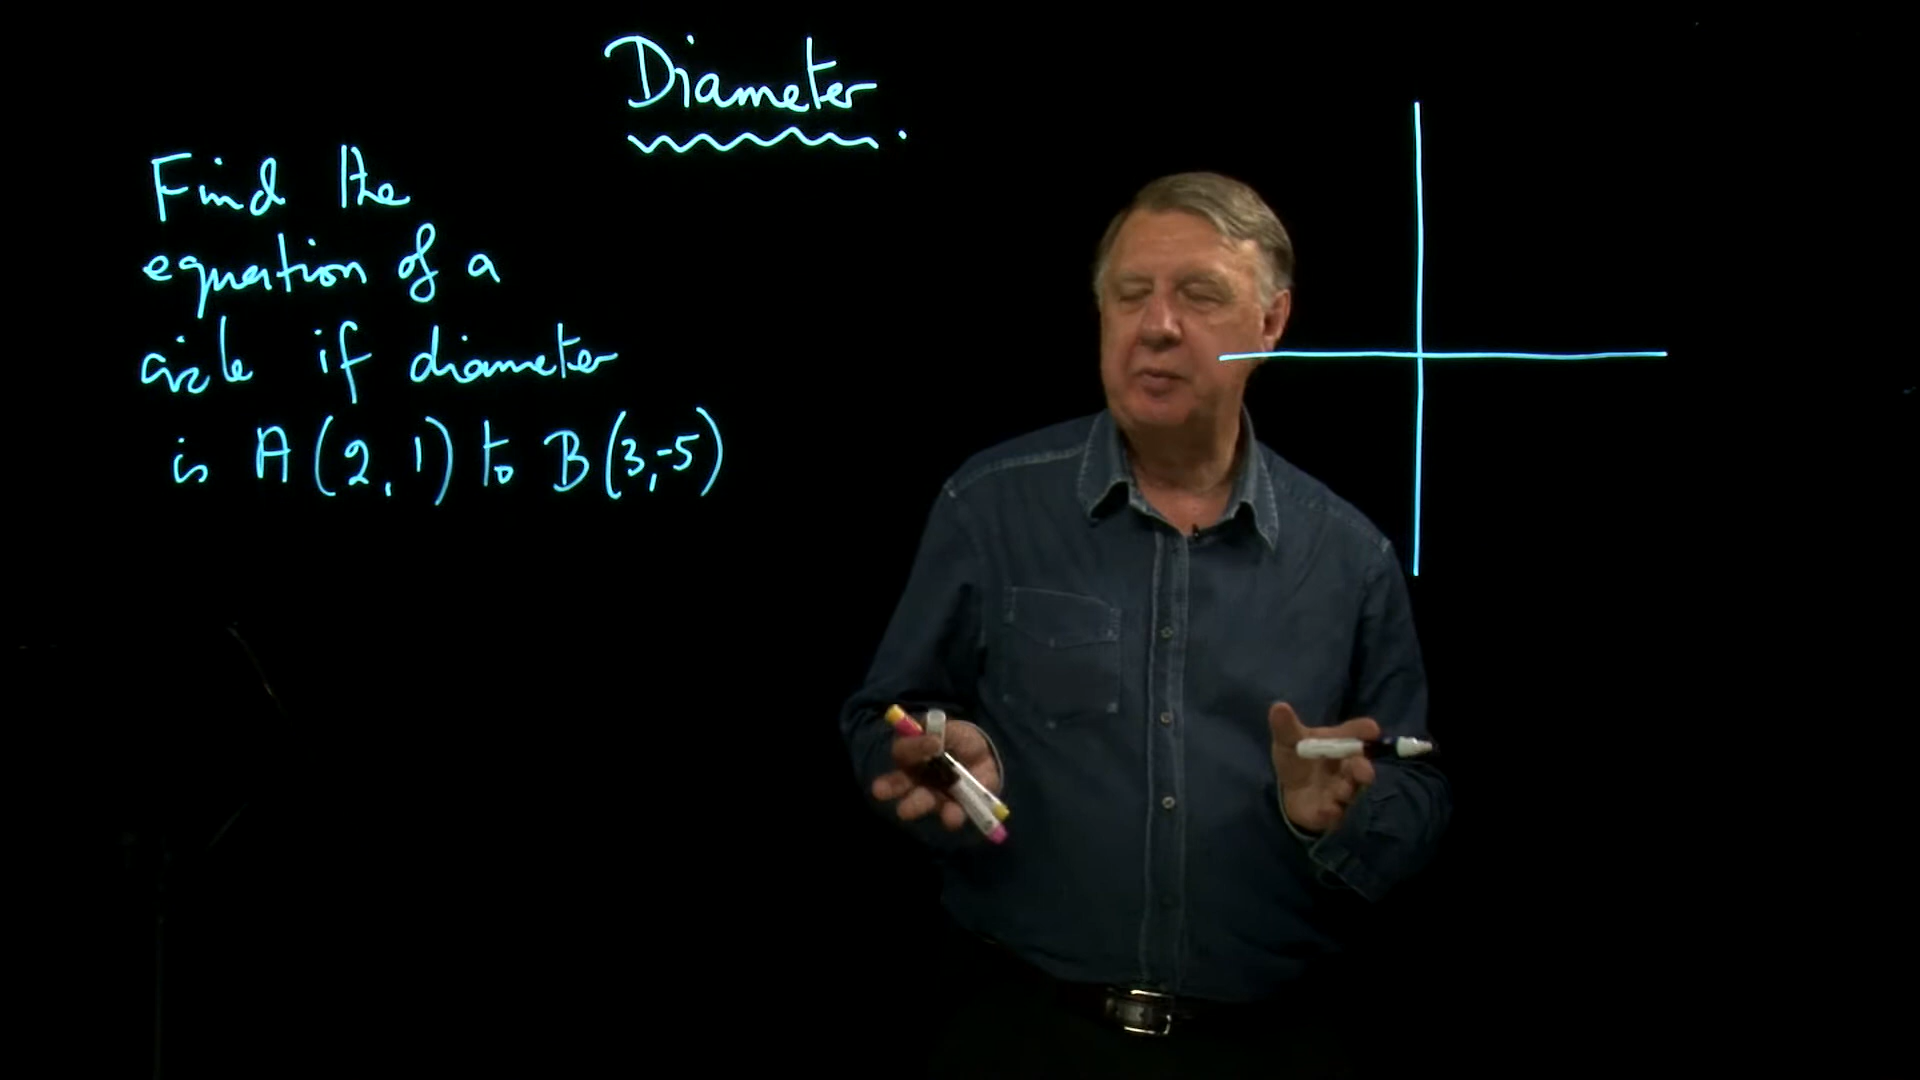 Diameter
Find the
equation of a
circle if diameter
is A (2, 1) to B (3, -5)